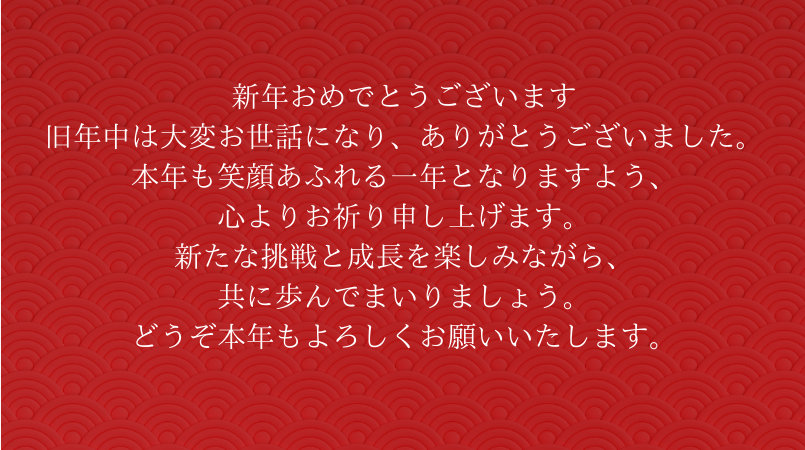 新年おめでとうございます
旧年中は大変お世話になり、ありがとうございました。
本年も笑顔あふれる一年となりますよう、
心よりお祈り申し上げます。
新たな挑戦と成長を楽しみながら、
共に歩んでまいりましょう。
どうぞ本年もよろしくお願いいたします。